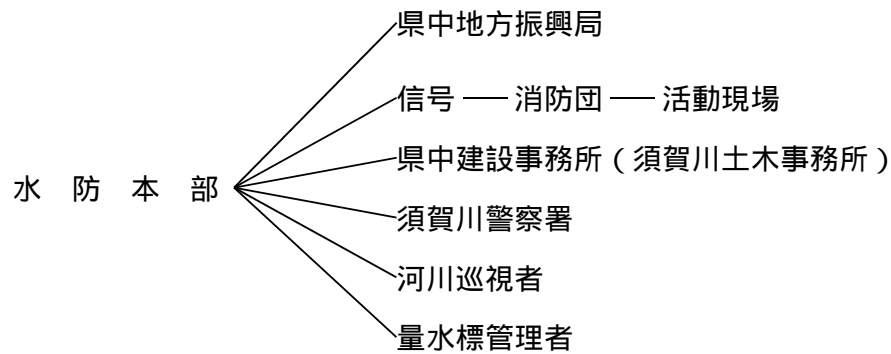 県中地方振興局
信号 ── 消防団 ── 活動現場
県中建設事務所(須賀川土木事務所)
水 防 本 部
須賀川警察署
河川巡視者
量水標管理者